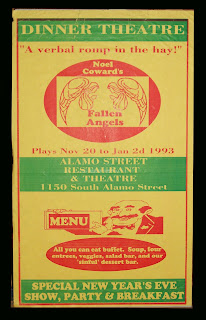 DINNER THEATRE
"A verbal romp in the hay!"
Noel
Coward's
Fallen
Angels
Plays Nov 20 to Jan 2d 1993
ALAMO STREET
RESTAURANT
& THEATRE
1150 South Alamo Street
MENU
All you can eat buffet. Soup, four
entrees, veggies, salad bar, and our
'sinful' dessert bar.
SPECIAL NEW YEAR'S EVE
SHOW, PARTY & BREAKFAST